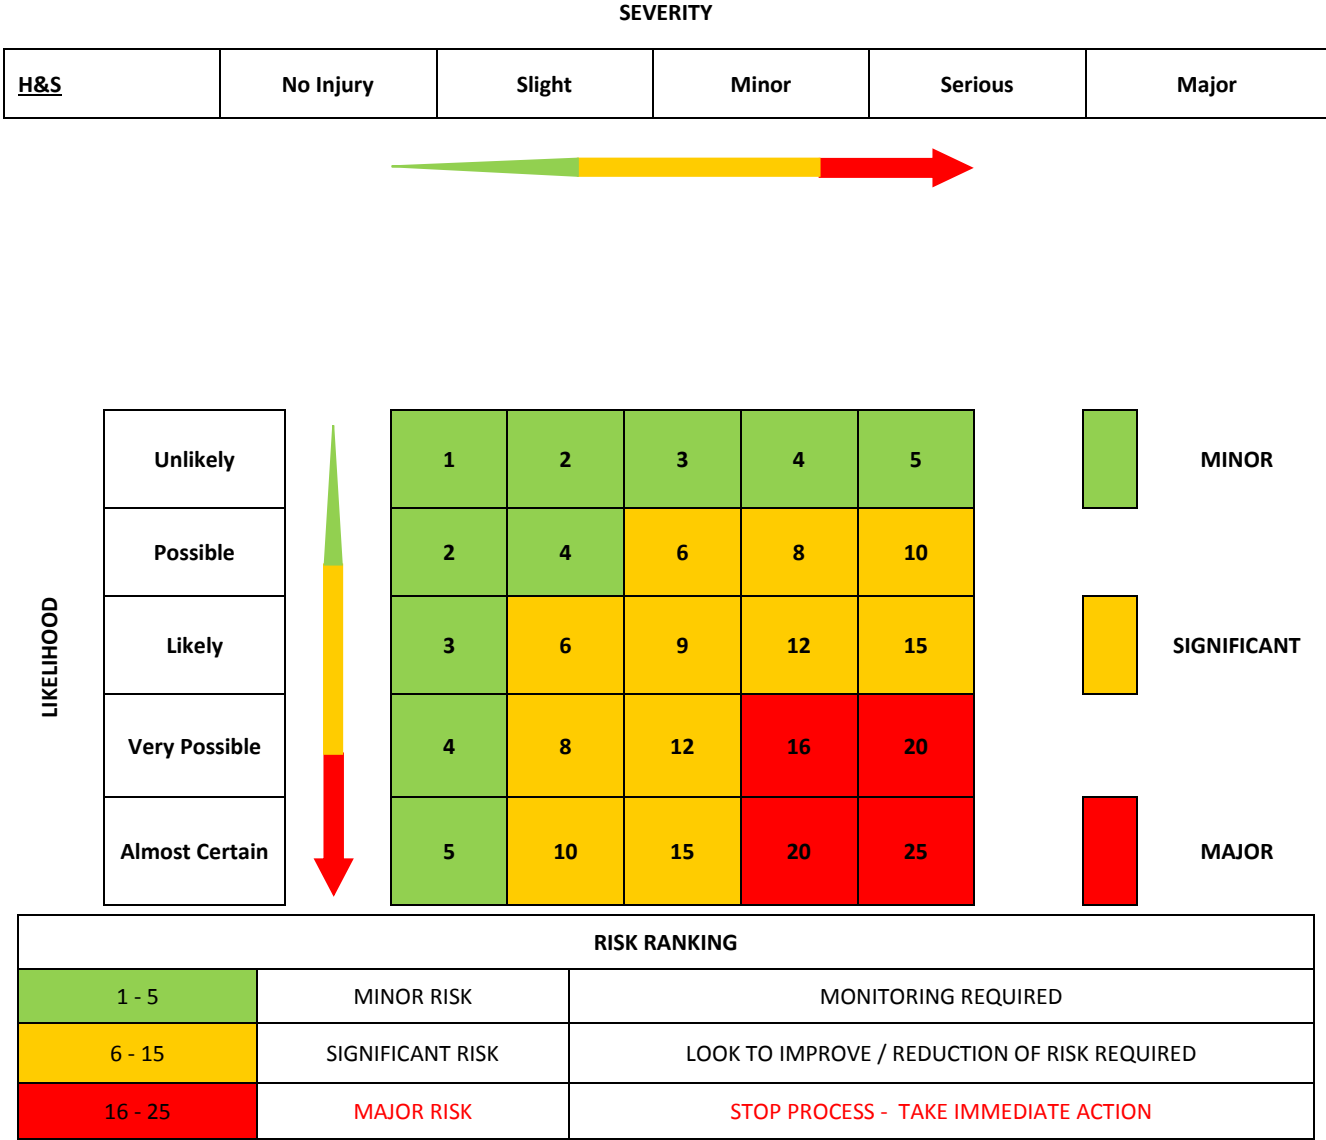 SEVERITY
H&S No Injury Slight Minor Serious Major
Unlikely 1 2 3 4 5 MINOR
Possible 2 4 6 8 10
LIKELIHOOD
Likely 3 6 9 12 15 SIGNIFICANT
Very Possible 4 8 12 16 20
Almost Certain 5 10 15 20 25 MAJOR
RISK RANKING
1 - 5 MINOR RISK MONITORING REQUIRED
6 - 15 SIGNIFICANT RISK LOOK TO IMPROVE / REDUCTION OF RISK REQUIRED
16 - 25 MAJOR RISK STOP PROCESS - TAKE IMMEDIATE ACTION